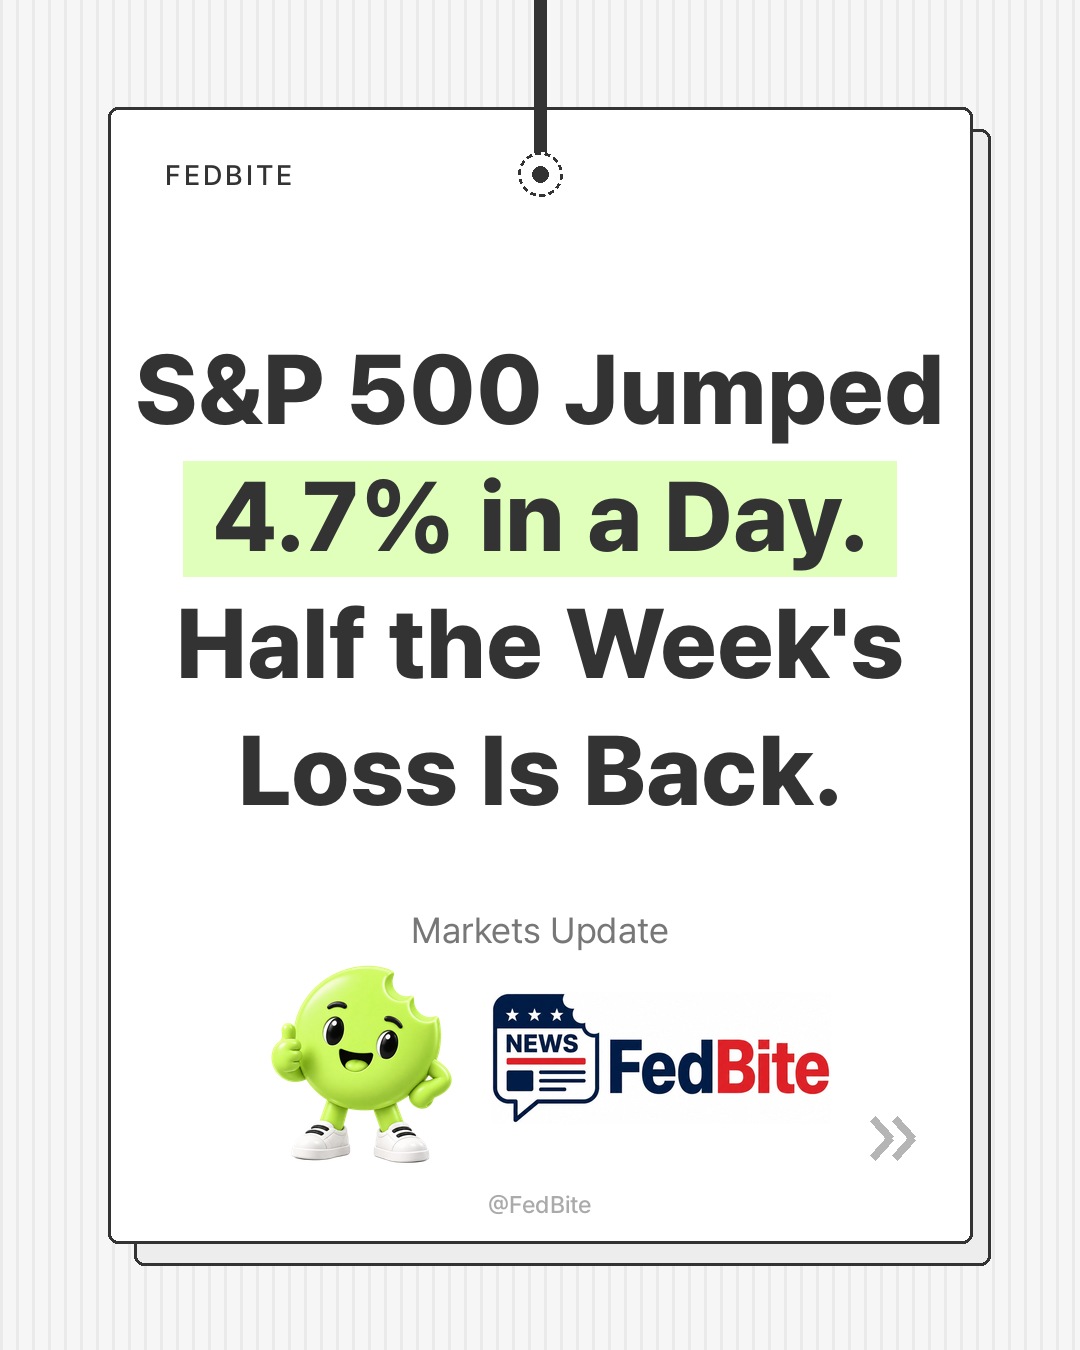 FEDBITE
S&P 500 Jumped
4.7% in a Day.
Half the Week's
Loss Is Back.
Markets Update
NEWS
FedBite
@FedBite